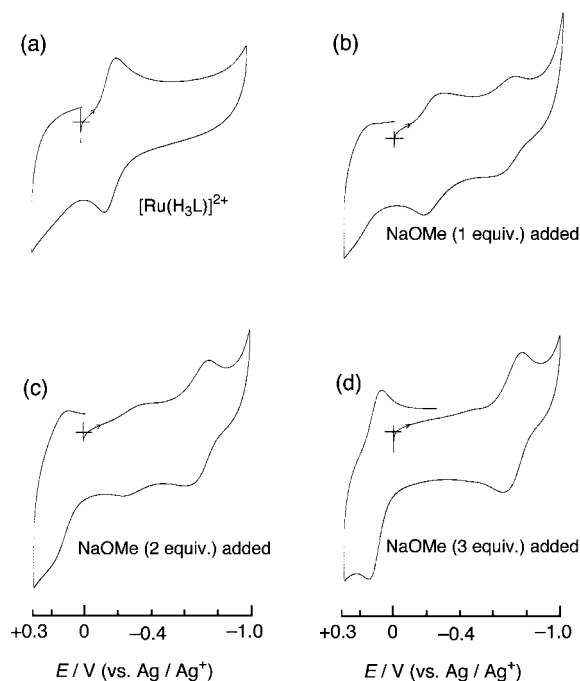 (a)
[Ru(H₃L)]²⁺
(b)
NaOMe (1 equiv.) added
(c)
NaOMe (2 equiv.) added
(d)
NaOMe (3 equiv.) added
+0.3 0 −0.4 −1.0
E / V (vs. Ag / Ag⁺)
+0.3 0 −0.4 −1.0
E / V (vs. Ag / Ag⁺)